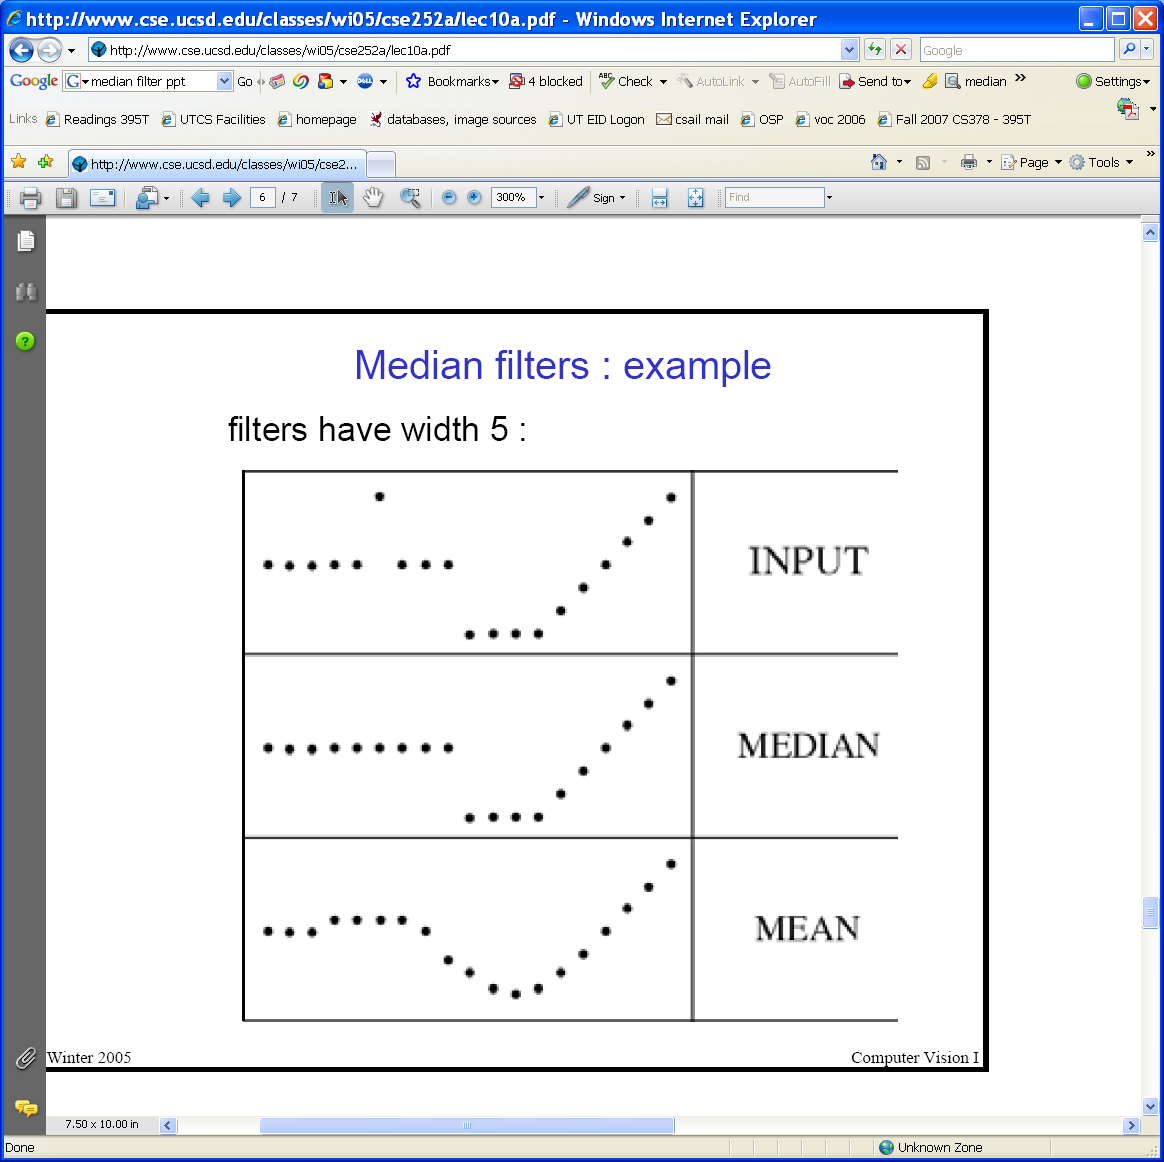 http://www.cse.ucsd.edu/classes/wi05/cse252a/lec10a.pdf - Windows Internet Explorer
http://www.cse.ucsd.edu/classes/wi05/cse252a/lec10a.pdf Google
Google G median filter ppt Go Bookmarks 4 blocked ABC Check AutoLink AutoFill Send to median » Settings
Links Readings 395T UTCS Facilities homepage databases, image sources UT EID Logon csail mail OSP voc 2006 Fall 2007 CS378 - 395T
http://www.cse.ucsd.edu/classes/wi05/cse2... Page Tools »
6 / 7 300% Sign Find
Median filters : example
filters have width 5 :
INPUT
MEDIAN
MEAN
Winter 2005 Computer Vision I
7.50 x 10.00 in
Done Unknown Zone